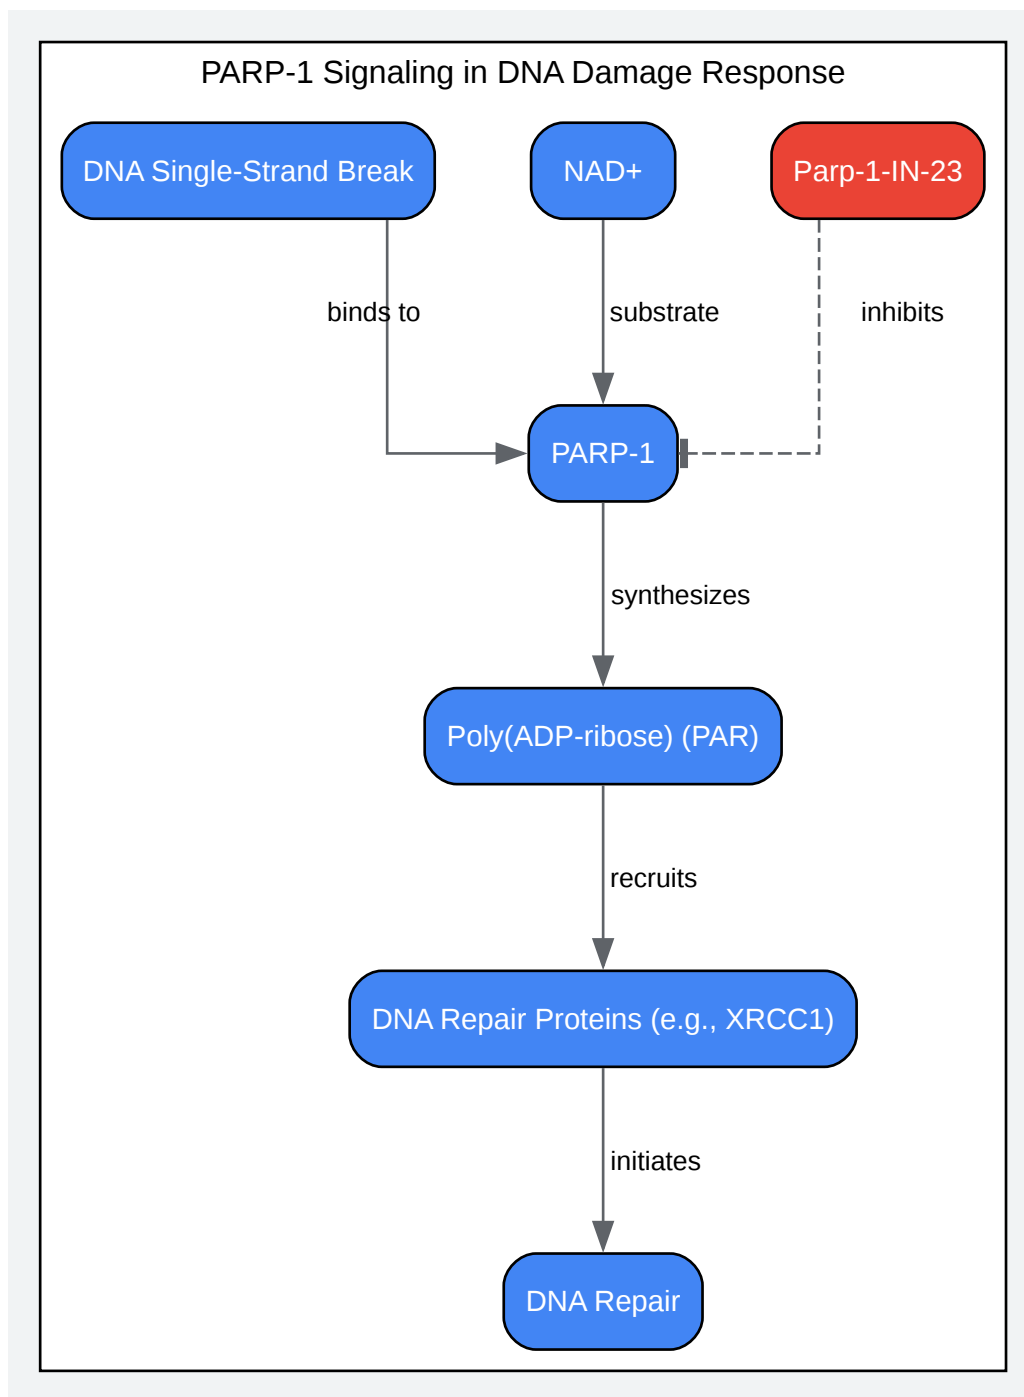 PARP-1 Signaling in DNA Damage Response
DNA Single-Strand Break
NAD+
Parp-1-IN-23
binds to
substrate
inhibits
PARP-1
synthesizes
Poly(ADP-ribose) (PAR)
recruits
DNA Repair Proteins (e.g., XRCC1)
initiates
DNA Repair